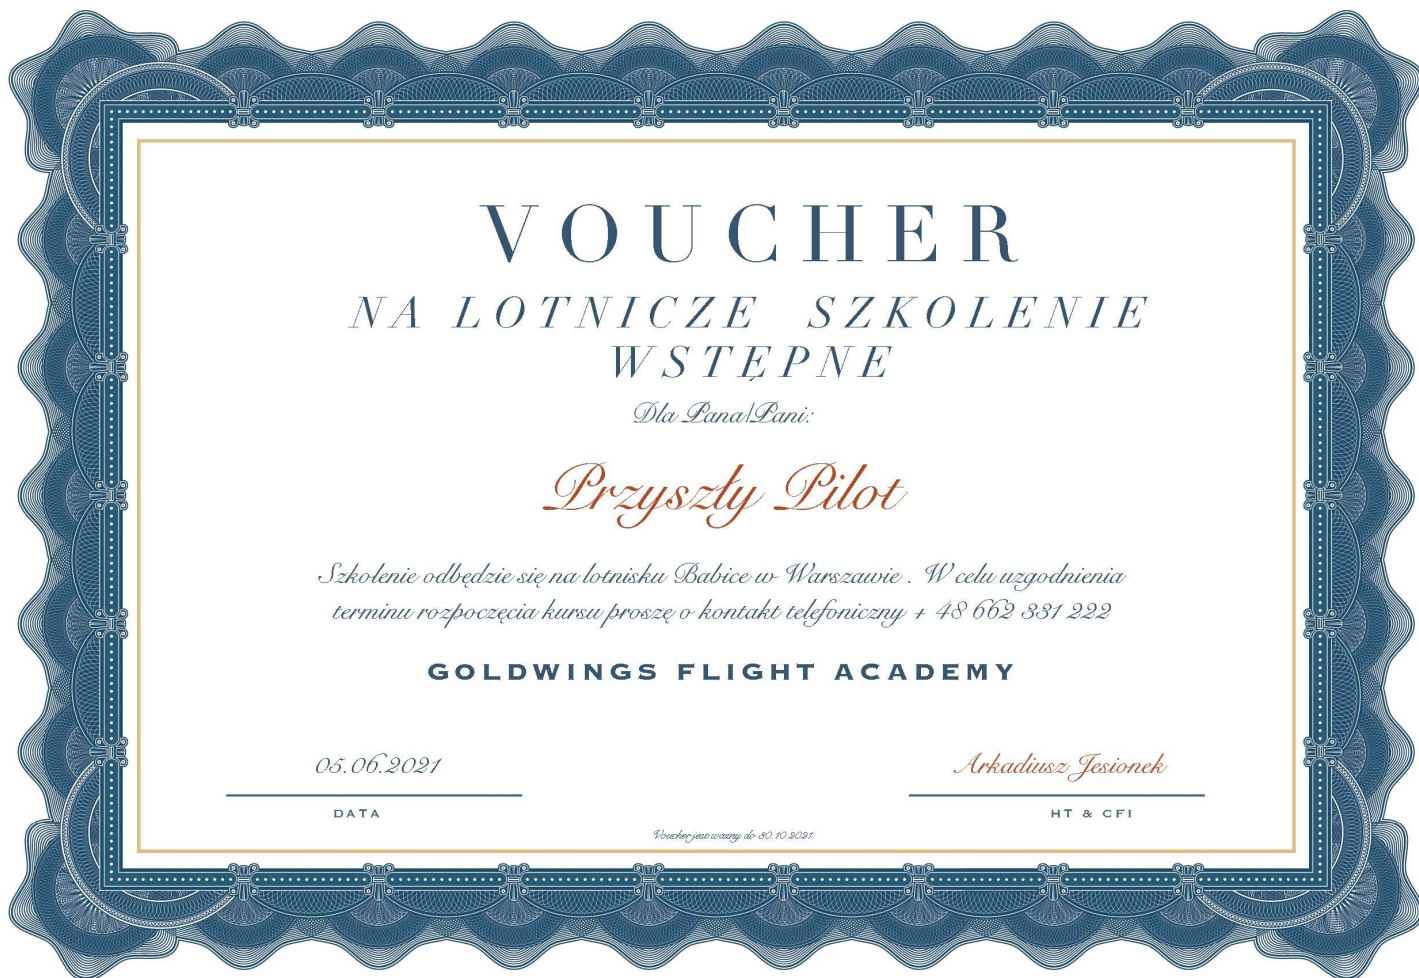 VOUCHER
NA LOTNICZE SZKOLENIE
WSTĘPNE
Dla Pana/Pani:
Przyszły Pilot
Szkolenie odbędzie się na lotnisku Babice w Warszawie . W celu uzgodnienia
terminu rozpoczęcia kursu proszę o kontakt telefoniczny + 48 662 331 222
GOLDWINGS FLIGHT ACADEMY
05.06.2021
Arkadiusz Jesionek
DATA
HT & CFI
Voucher jest wazny do 30.10.2021